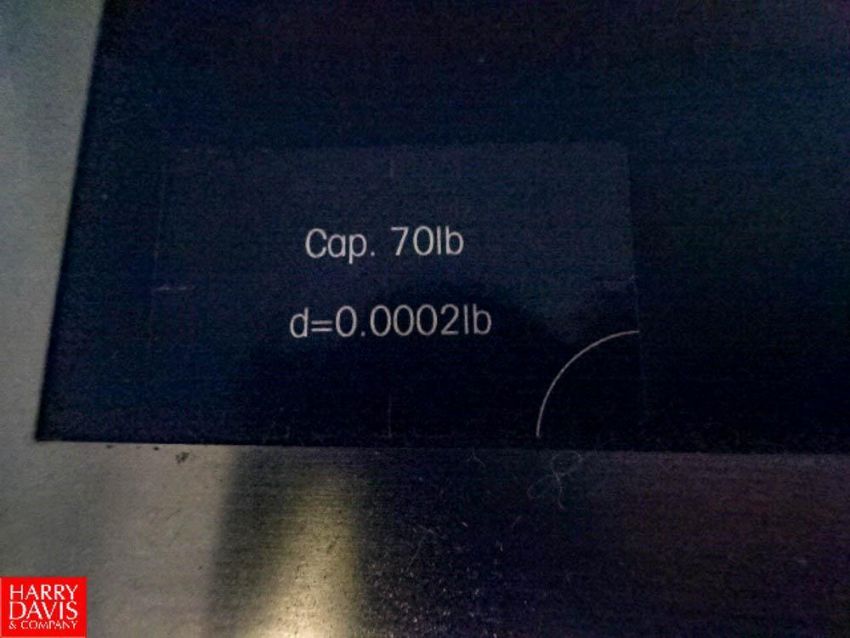 Cap. 70lb
d=0.0002lb
HARRY
DAVIS
& COMPANY